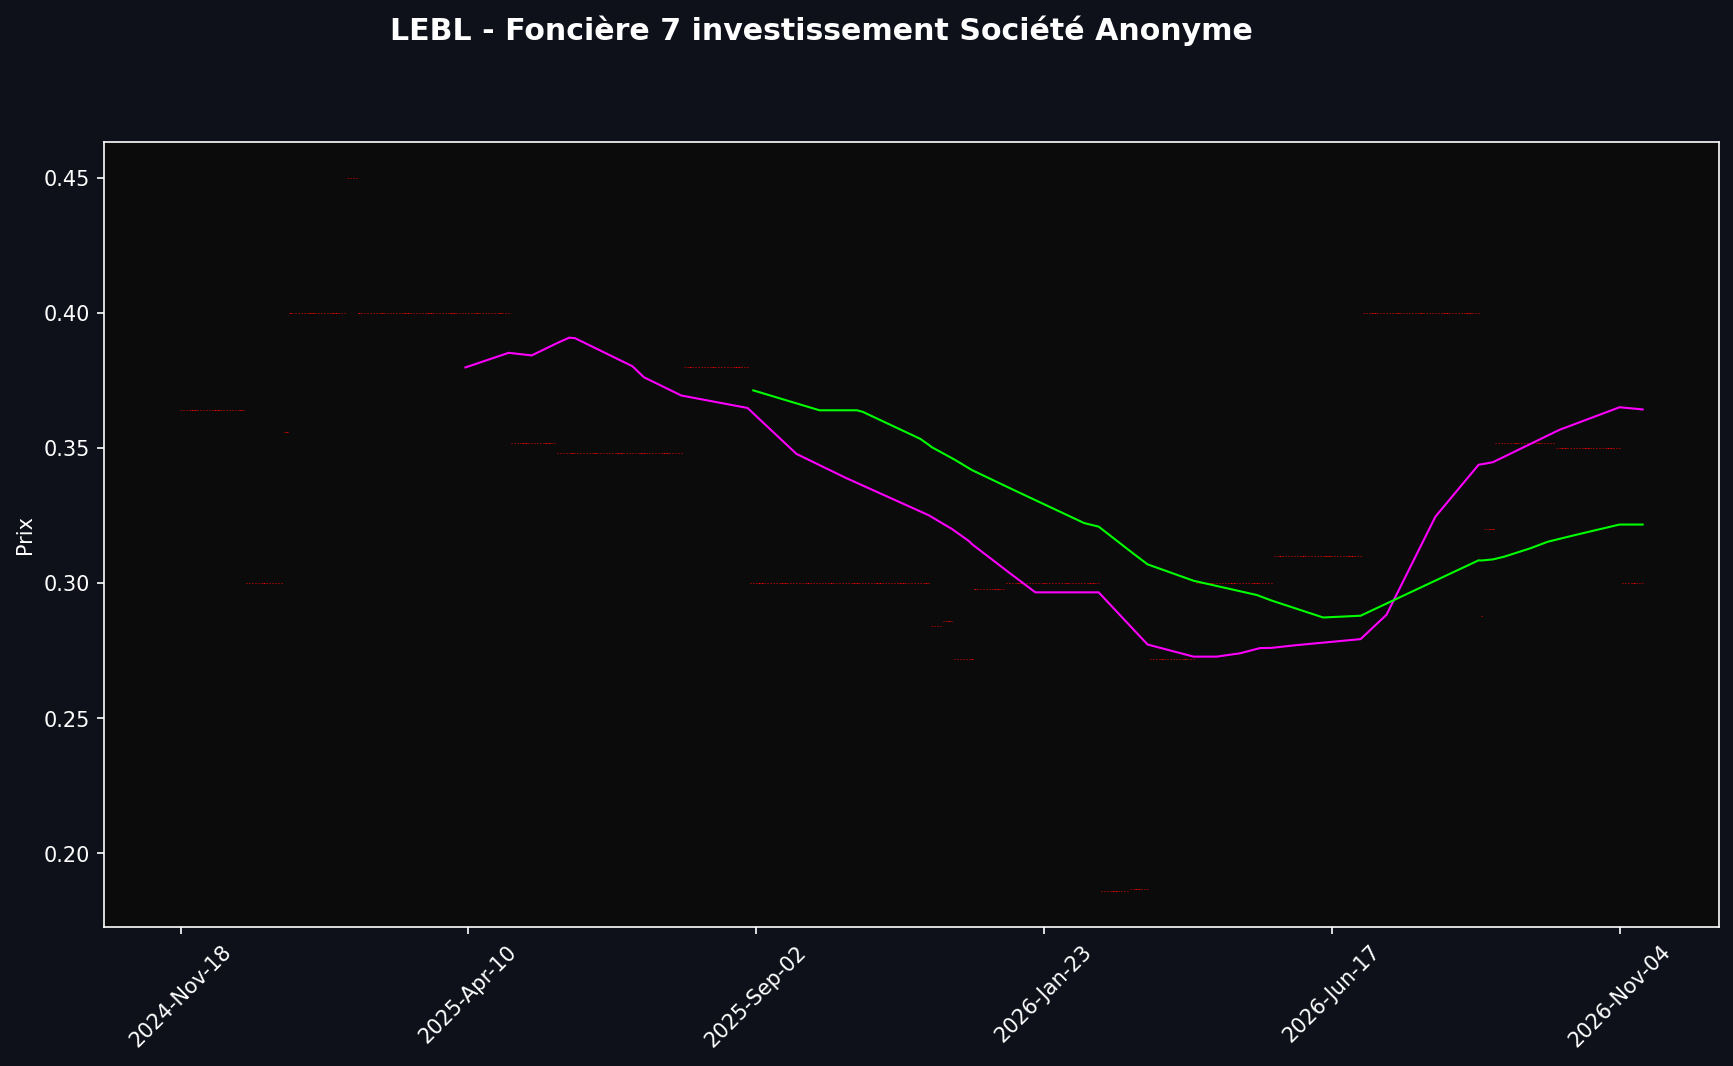 LEBL - Foncière 7 investissement Société Anonyme
Prix
0.45
0.40
0.35
0.30
0.25
0.20
2024-Nov-18
2025-Apr-10
2025-Sep-02
2026-Jan-23
2026-Jun-17
2026-Nov-04